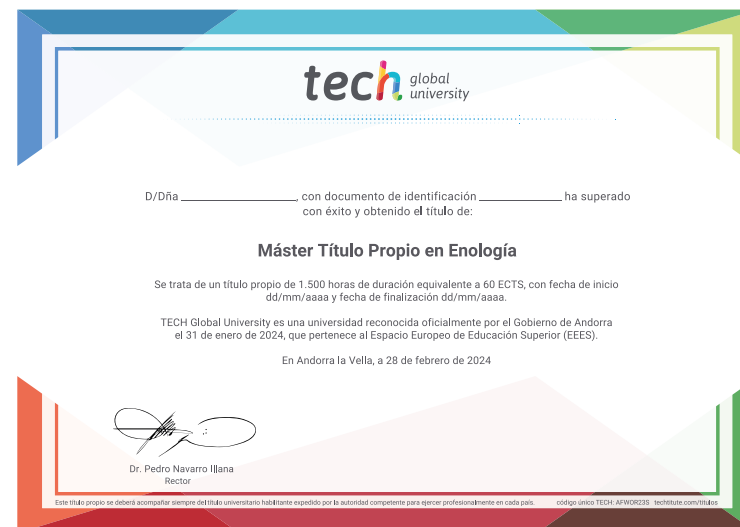 tech global university
D/Dña ______________________, con documento de identificación ________________ ha superado
con éxito y obtenido el título de:
Máster Título Propio en Enología
Se trata de un título propio de 1.500 horas de duración equivalente a 60 ECTS, con fecha de inicio
dd/mm/aaaa y fecha de finalización dd/mm/aaaa.
TECH Global University es una universidad reconocida oficialmente por el Gobierno de Andorra
el 31 de enero de 2024, que pertenece al Espacio Europeo de Educación Superior (EEES).
En Andorra la Vella, a 28 de febrero de 2024
Dr. Pedro Navarro Illana
Rector
Este título propio se deberá acompañar siempre del título universitario habilitante expedido por la autoridad competente para ejercer profesionalmente en cada país. código único TECH: AFWOR23S techtitute.com/titulos